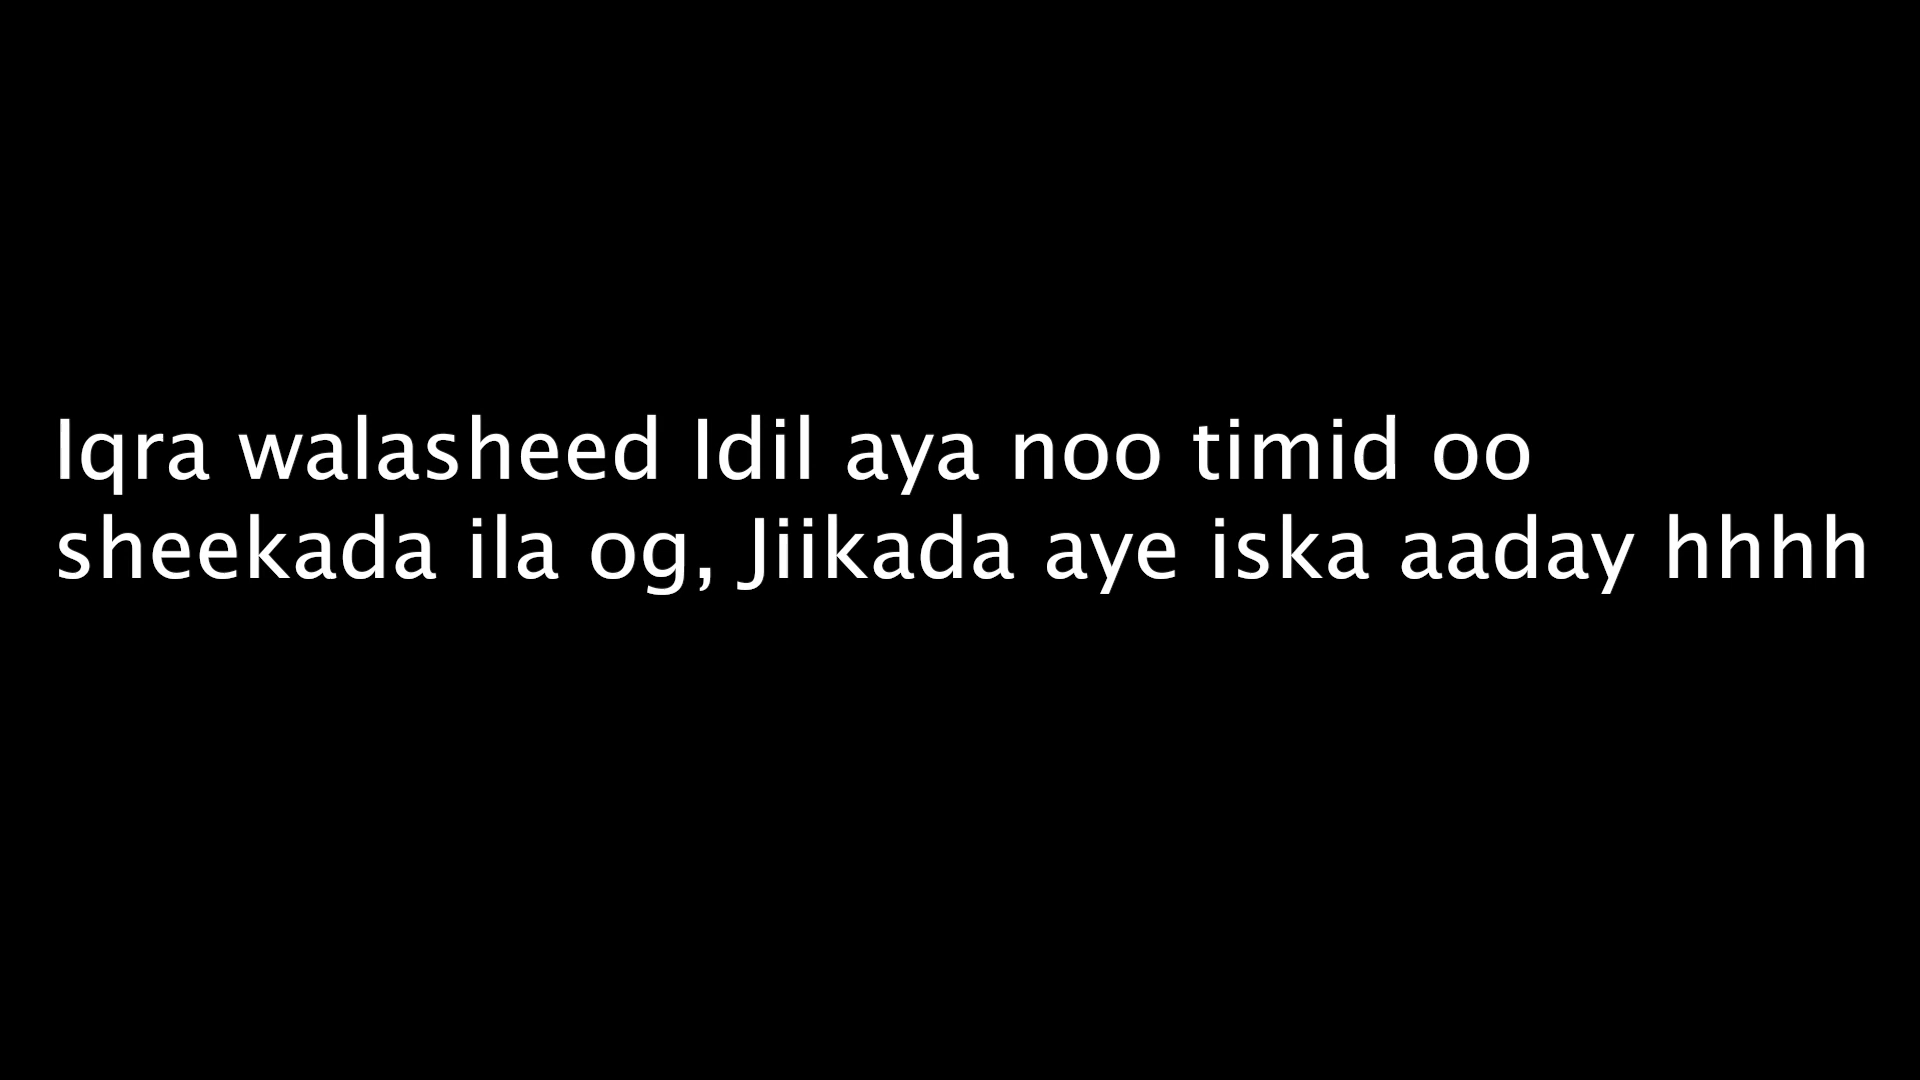 Iqra walasheed Idil aya noo timid oo
sheekada ila og, Jiikada aye iska aaday hhhh